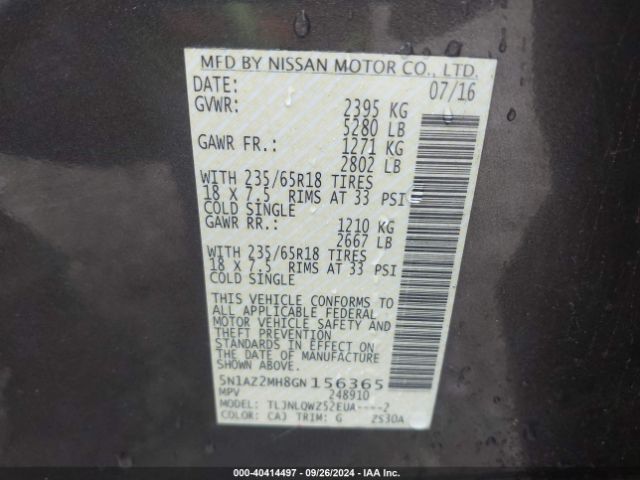 MFD BY NISSAN MOTOR CO., LTD.
DATE: 07/16
GVWR: 2395 KG
5280 LB
GAWR FR.: 1271 KG
2802 LB
WITH 235/65R18 TIRES
18 X 7.5 RIMS AT 33 PSI
COLD SINGLE
GAWR RR.: 1210 KG
2667 LB
WITH 235/65R18 TIRES
18 X 7.5 RIMS AT 33 PSI
COLD SINGLE
THIS VEHICLE CONFORMS TO
ALL APPLICABLE FEDERAL
MOTOR VEHICLE SAFETY AND
THEFT PREVENTION
STANDARDS IN EFFECT ON
THE DATE OF MANUFACTURE
SHOWN ABOVE.
5N1AZ2MH8GN156365
MPV 248910
MODEL: TLJNLQWZ52EUA----2
COLOR: CAJ TRIM: G 2S30A
000-40414497 - 09/26/2024 - IAA Inc.